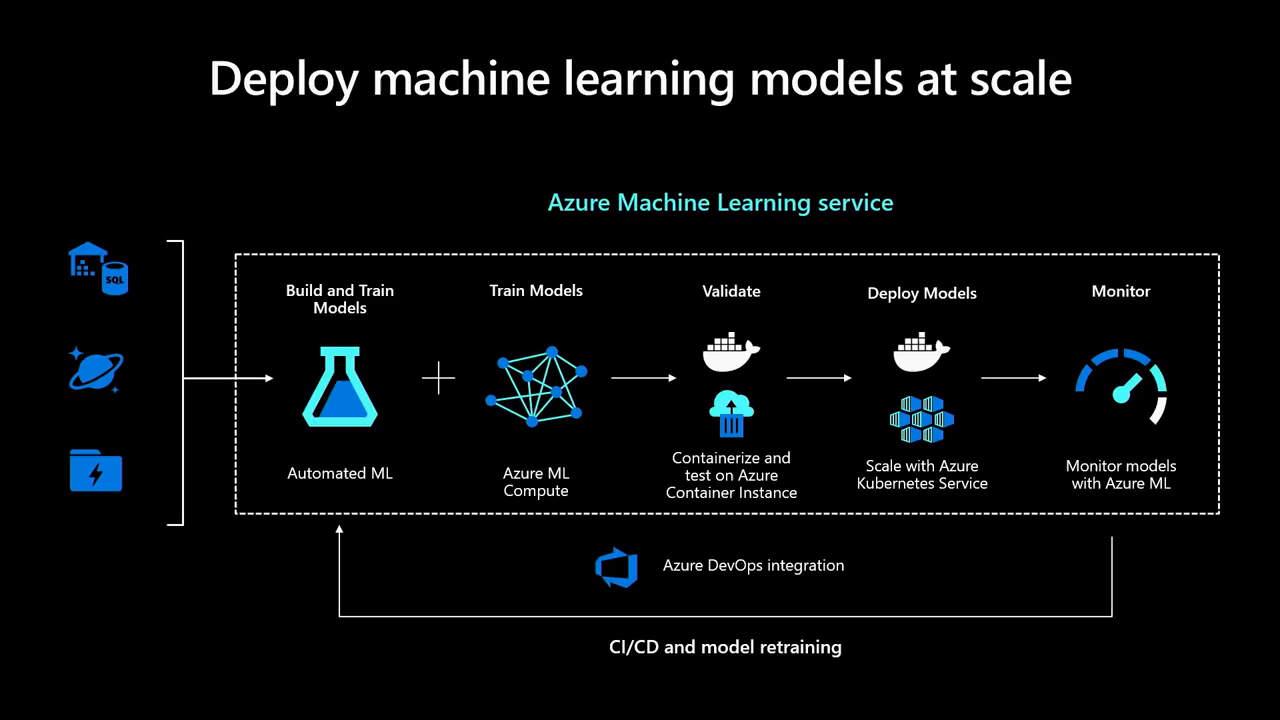 Deploy machine learning models at scale
Azure Machine Learning service
SQL
Build and Train
Models
Train Models
Validate
Deploy Models
Monitor
Automated ML
Azure ML
Compute
Containerize and
test on Azure
Container Instance
Scale with Azure
Kubernetes Service
Monitor models
with Azure ML
Azure DevOps integration
CI/CD and model retraining